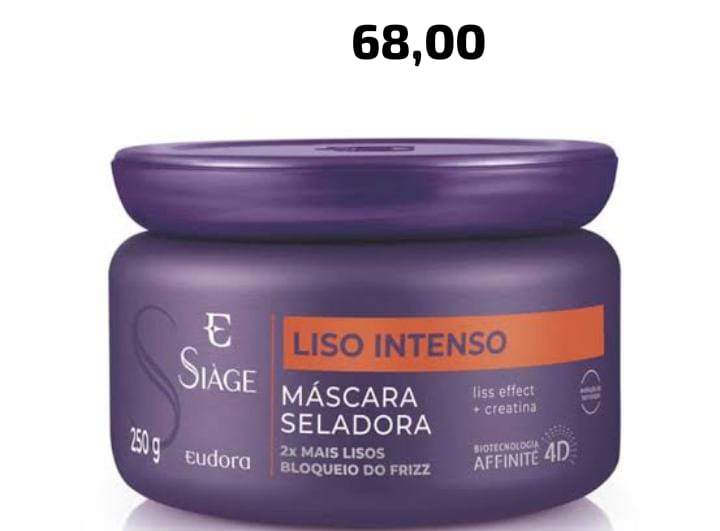 68,00
E
SIÀGE
250 g
eudora
LISO INTENSO
MÁSCARA
SELADORA
2x MAIS LISOS
BLOQUEIO DO FRIZZ
liss effect
+ creatina
BIOTECNOLOGIA
AFFINITÉ 4D